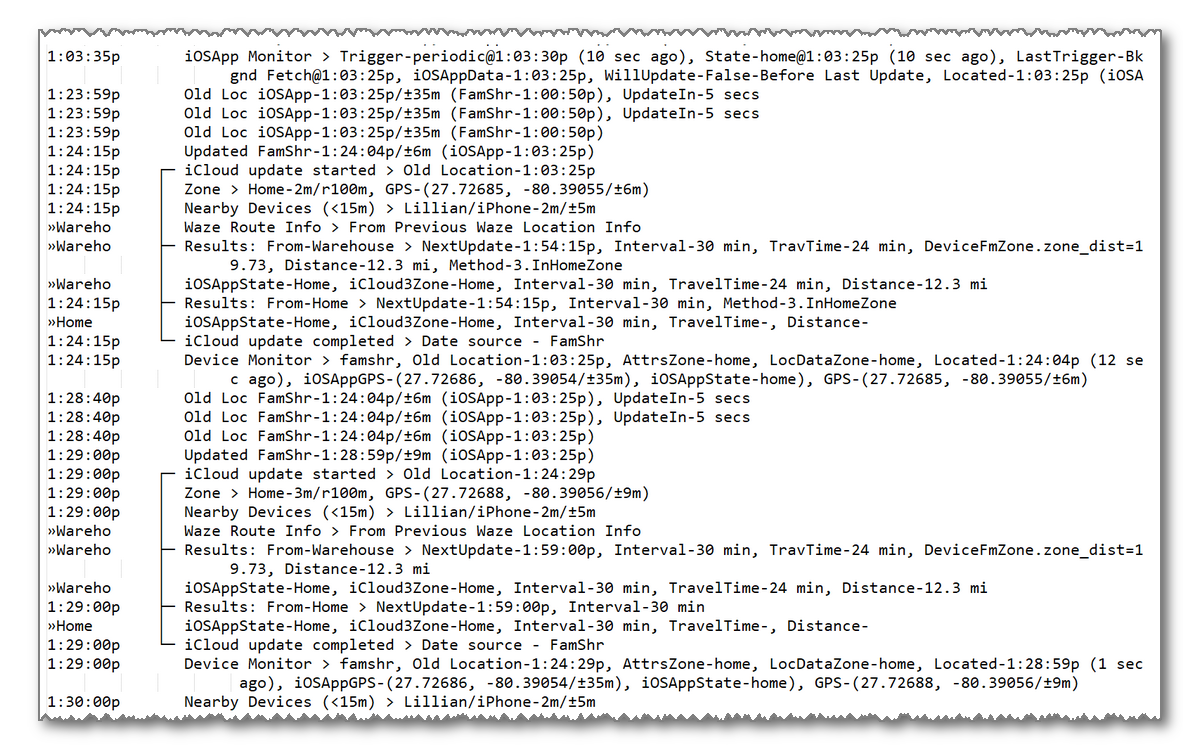 1:03:35p iOSApp Monitor > Trigger-periodic@1:03:30p (10 sec ago), State-home@1:03:25p (10 sec ago), LastTrigger-Bk
gnd Fetch@1:03:25p, iOSAppData-1:03:25p, WillUpdate-False-Before Last Update, Located-1:03:25p (iOSA
1:23:59p Old Loc iOSApp-1:03:25p/±35m (FamShr-1:00:50p), UpdateIn-5 secs
1:23:59p Old Loc iOSApp-1:03:25p/±35m (FamShr-1:00:50p), UpdateIn-5 secs
1:23:59p Old Loc iOSApp-1:03:25p/±35m (FamShr-1:00:50p)
1:24:15p Updated FamShr-1:24:04p/±6m (iOSApp-1:03:25p)
1:24:15p iCloud update started > Old Location-1:03:25p
1:24:15p Zone > Home-2m/r100m, GPS-(27.72685, -80.39055/±6m)
1:24:15p Nearby Devices (<15m) > Lillian/iPhone-2m/±5m
»Wareho Waze Route Info > From Previous Waze Location Info
»Wareho Results: From-Warehouse > NextUpdate-1:54:15p, Interval-30 min, TravTime-24 min, DeviceFmZone.zone_dist=1
9.73, Distance-12.3 mi, Method-3.InHomeZone
»Wareho iOSAppState-Home, iCloud3Zone-Home, Interval-30 min, TravelTime-24 min, Distance-12.3 mi
1:24:15p Results: From-Home > NextUpdate-1:54:15p, Interval-30 min, Method-3.InHomeZone
»Home iOSAppState-Home, iCloud3Zone-Home, Interval-30 min, TravelTime-, Distance-
1:24:15p iCloud update completed > Date source - FamShr
1:24:15p Device Monitor > famshr, Old Location-1:03:25p, AttrsZone-home, LocDataZone-home, Located-1:24:04p (12 se
c ago), iOSAppGPS-(27.72686, -80.39054/±35m), iOSAppState-home), GPS-(27.72685, -80.39055/±6m)
1:28:40p Old Loc FamShr-1:24:04p/±6m (iOSApp-1:03:25p), UpdateIn-5 secs
1:28:40p Old Loc FamShr-1:24:04p/±6m (iOSApp-1:03:25p), UpdateIn-5 secs
1:28:40p Old Loc FamShr-1:24:04p/±6m (iOSApp-1:03:25p)
1:29:00p Updated FamShr-1:28:59p/±9m (iOSApp-1:03:25p)
1:29:00p iCloud update started > Old Location-1:24:29p
1:29:00p Zone > Home-3m/r100m, GPS-(27.72688, -80.39056/±9m)
1:29:00p Nearby Devices (<15m) > Lillian/iPhone-2m/±5m
»Wareho Waze Route Info > From Previous Waze Location Info
»Wareho Results: From-Warehouse > NextUpdate-1:59:00p, Interval-30 min, TravTime-24 min, DeviceFmZone.zone_dist=1
9.73, Distance-12.3 mi
»Wareho iOSAppState-Home, iCloud3Zone-Home, Interval-30 min, TravelTime-24 min, Distance-12.3 mi
1:29:00p Results: From-Home > NextUpdate-1:59:00p, Interval-30 min
»Home iOSAppState-Home, iCloud3Zone-Home, Interval-30 min, TravelTime-, Distance-
1:29:00p iCloud update completed > Date source - FamShr
1:29:00p Device Monitor > famshr, Old Location-1:24:29p, AttrsZone-home, LocDataZone-home, Located-1:28:59p (1 sec
ago), iOSAppGPS-(27.72686, -80.39054/±35m), iOSAppState-home), GPS-(27.72688, -80.39056/±9m)
1:30:00p Nearby Devices (<15m) > Lillian/iPhone-2m/±5m